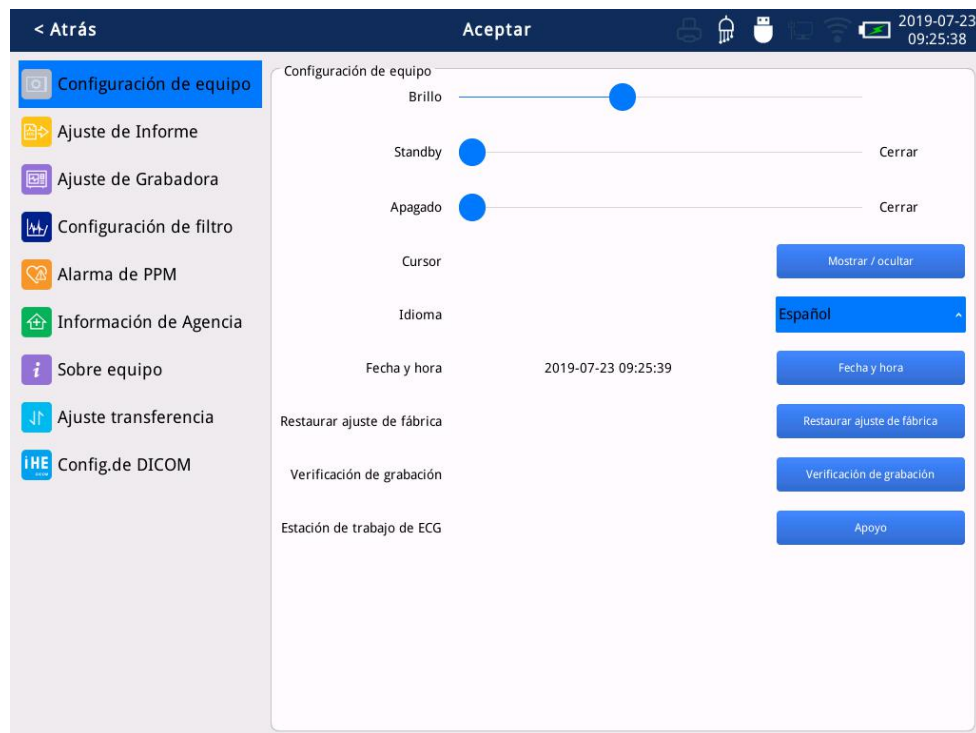 < Atrás
Aceptar
2019-07-23
09:25:38
Configuración de equipo
Ajuste de Informe
Ajuste de Grabadora
Configuración de filtro
Alarma de PPM
Información de Agencia
Sobre equipo
Ajuste transferencia
iHE
Config.de DICOM
Configuración de equipo
Brillo
Standby Cerrar
Apagado Cerrar
Cursor Mostrar / ocultar
Idioma Español
Fecha y hora 2019-07-23 09:25:39 Fecha y hora
Restaurar ajuste de fábrica Restaurar ajuste de fábrica
Verificación de grabación Verificación de grabación
Estación de trabajo de ECG Apoyo